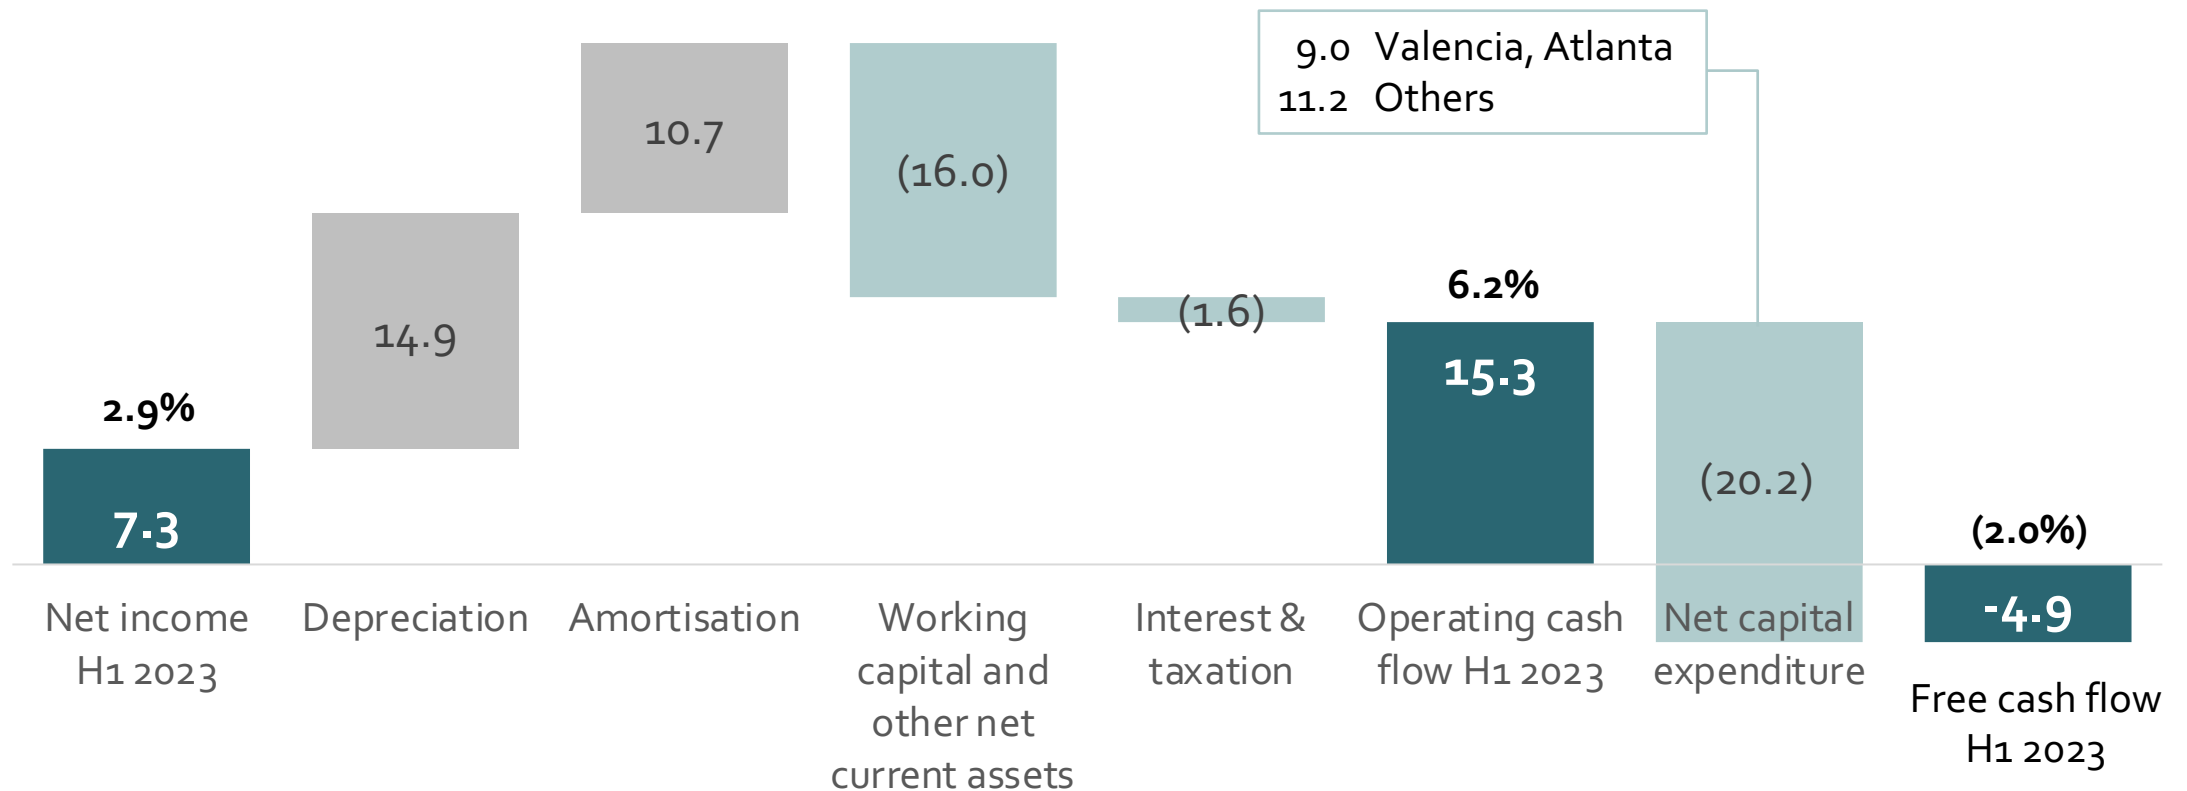 9.0 Valencia, Atlanta
11.2 Others
10.7
(16.0)
14.9
(1.6)
6.2%
15.3
(20.2)
2.9%
7.3
(2.0%)
-4.9
Net income
H1 2023
Depreciation
Amortisation
Working
capital and
other net
current assets
Interest &
taxation
Operating cash
flow H1 2023
Net capital
expenditure
Free cash flow
H1 2023